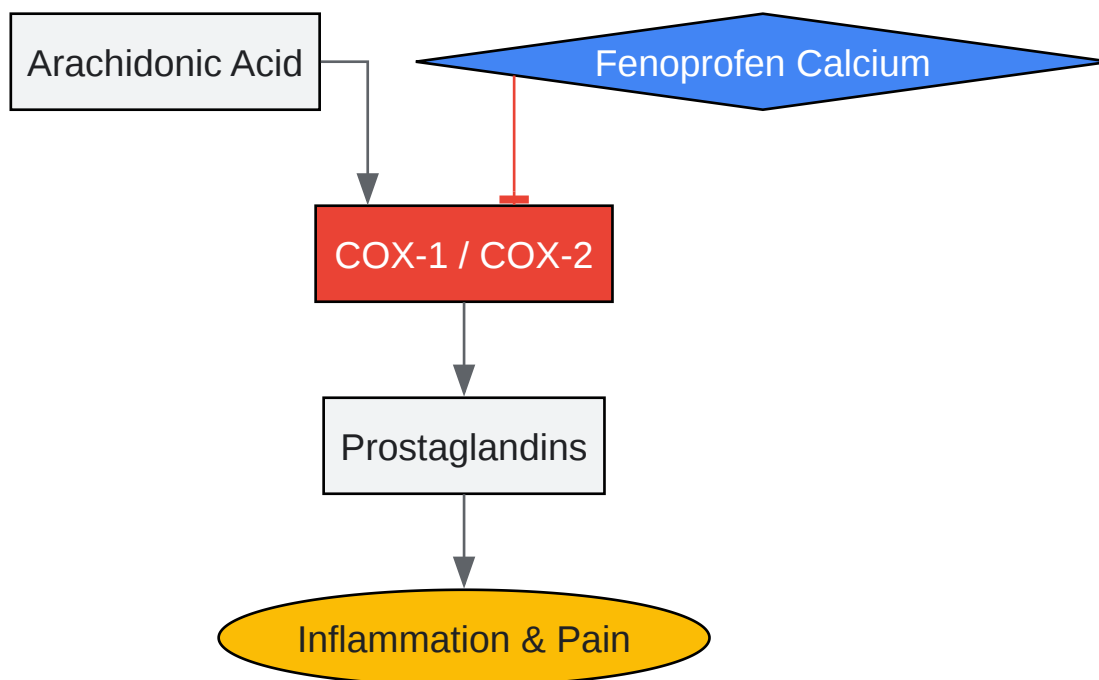 Arachidonic Acid
Fenoprofen Calcium
COX-1 / COX-2
Prostaglandins
Inflammation & Pain